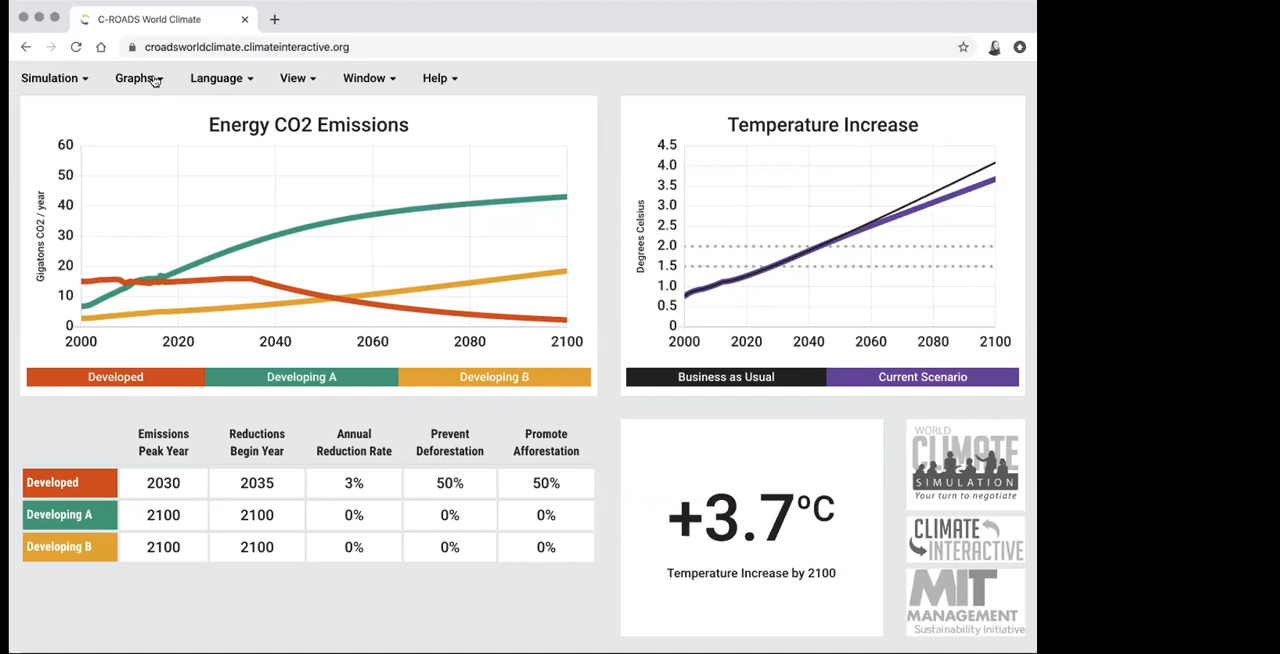 C-ROADS World Climate
croadsworldclimate.climateinteractive.org
Simulation Graphs Language View Window Help
Energy CO2 Emissions
Gigatons CO2 / year
60
50
40
30
20
10
0
2000 2020 2040 2060 2080 2100
Developed Developing A Developing B
Temperature Increase
Degrees Celsius
4.5
4.0
3.5
3.0
2.5
2.0
1.5
1.0
0.5
0
2000 2020 2040 2060 2080 2100
Business as Usual Current Scenario
Emissions Peak Year Reductions Begin Year Annual Reduction Rate Prevent Deforestation Promote Afforestation
Developed 2030 2035 3% 50% 50%
Developing A 2100 2100 0% 0% 0%
Developing B 2100 2100 0% 0% 0%
+3.7ºC
Temperature Increase by 2100
WORLD
CLIMATE
SIMULATION
Your turn to negotiate
CLIMATE
INTERACTIVE
MIT
MANAGEMENT
Sustainability Initiative